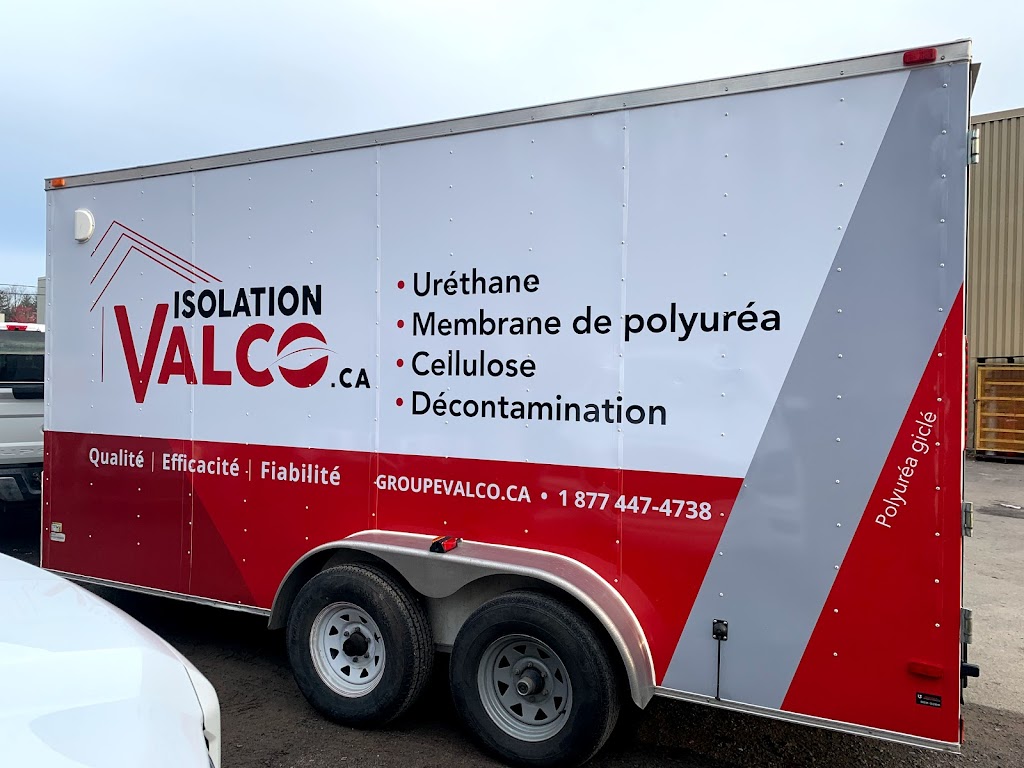 ISOLATION
VALCO.CA
• Uréthane
• Membrane de polyuréa
• Cellulose
• Décontamination
Qualité | Efficacité | Fiabilité
GROUPEVALCO.CA • 1 877 447-4738
Polyuréa giclé